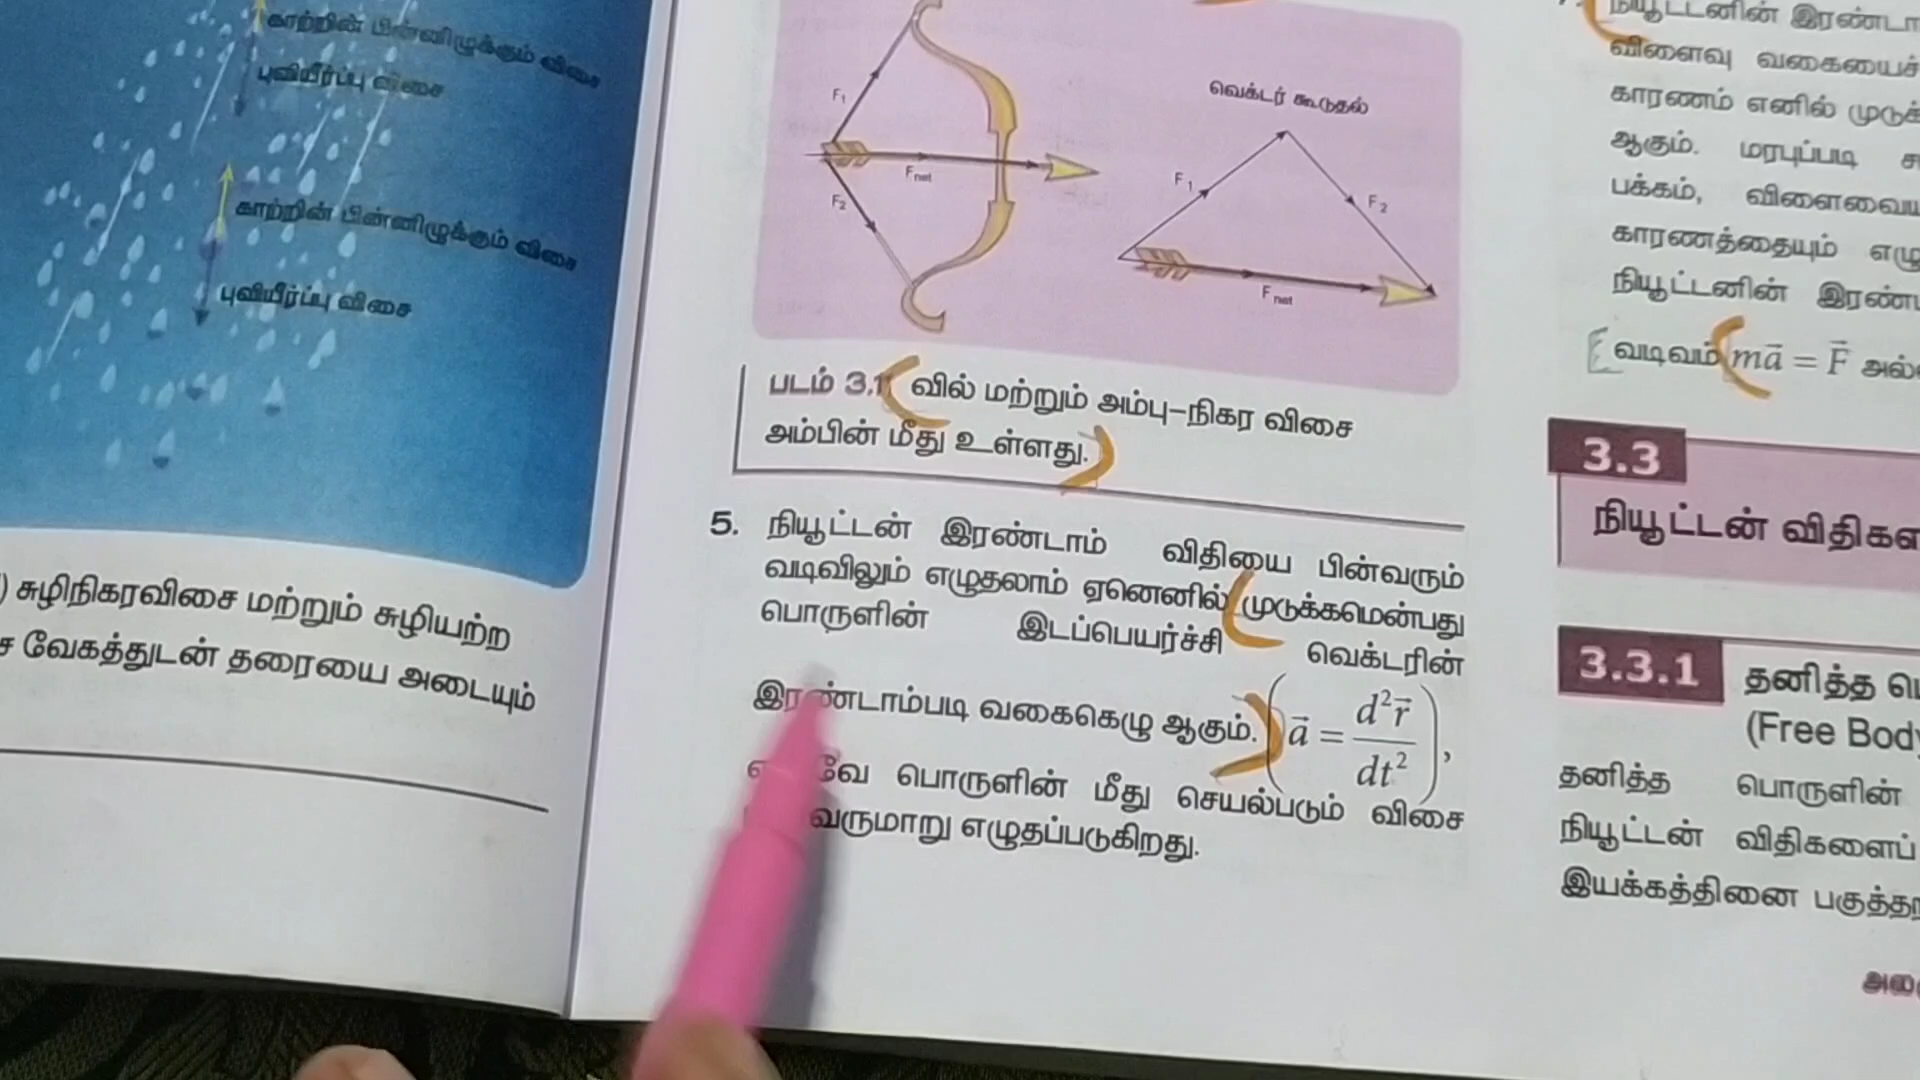 காற்றின் பின்னிழுக்கும் விசை
புவியீர்ப்பு விசை
காற்றின் பின்னிழுக்கும் விசை
புவியீர்ப்பு விசை
) சுழிநிகரவிசை மற்றும் சுழியற்ற
வேகத்துடன் தரையை அடையும்
F1
Fnet
F2
வெக்டர் கூடுதல்
F1
F2
Fnet
படம் 3.1 வில் மற்றும் அம்பு–நிகர விசை
அம்பின் மீது உள்ளது.
5. நியூட்டன் இரண்டாம் விதியை பின்வரும்
வடிவிலும் எழுதலாம் ஏனெனில் முடுக்கமென்பது
பொருளின் இடப்பெயர்ச்சி வெக்டரின்
இரண்டாம்படி வகைகெழு ஆகும். (a⃗ = d²r⃗/dt²),
பொருளின் மீது செயல்படும் விசை
வருமாறு எழுதப்படுகிறது.
நியூட்டனின்
விளைவு வகையைச்
காரணம் எனில்
ஆகும். மரபுப்படி
பக்கம்,
காரணத்தையும்
நியூட்டனின்
வடிவம் ma⃗ = F⃗
3.3
நியூட்டன்
3.3.1 தனித்த
(Free Body
தனித்த பொருளின்
நியூட்டன் விதிகளைப்
இயக்கத்தினை